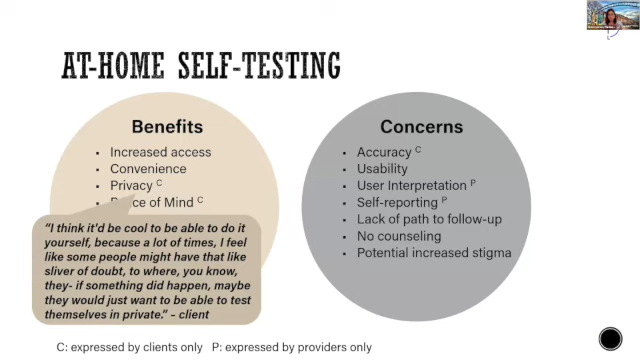 AT-HOME SELF-TESTING
Benefits
• Increased access
• Convenience
• Privacy C
of Mind C
"I think it'd be cool to be able to do it
yourself, because a lot of times, I feel
like some people might have that like
sliver of doubt, to where, you know,
they- if something did happen, maybe
they would just want to be able to test
themselves in private." – client
Concerns
• Accuracy C
• Usability
• User Interpretation P
• Self-reporting P
• Lack of path to follow-up
• No counseling
• Potential increased stigma
C: expressed by clients only P: expressed by providers only